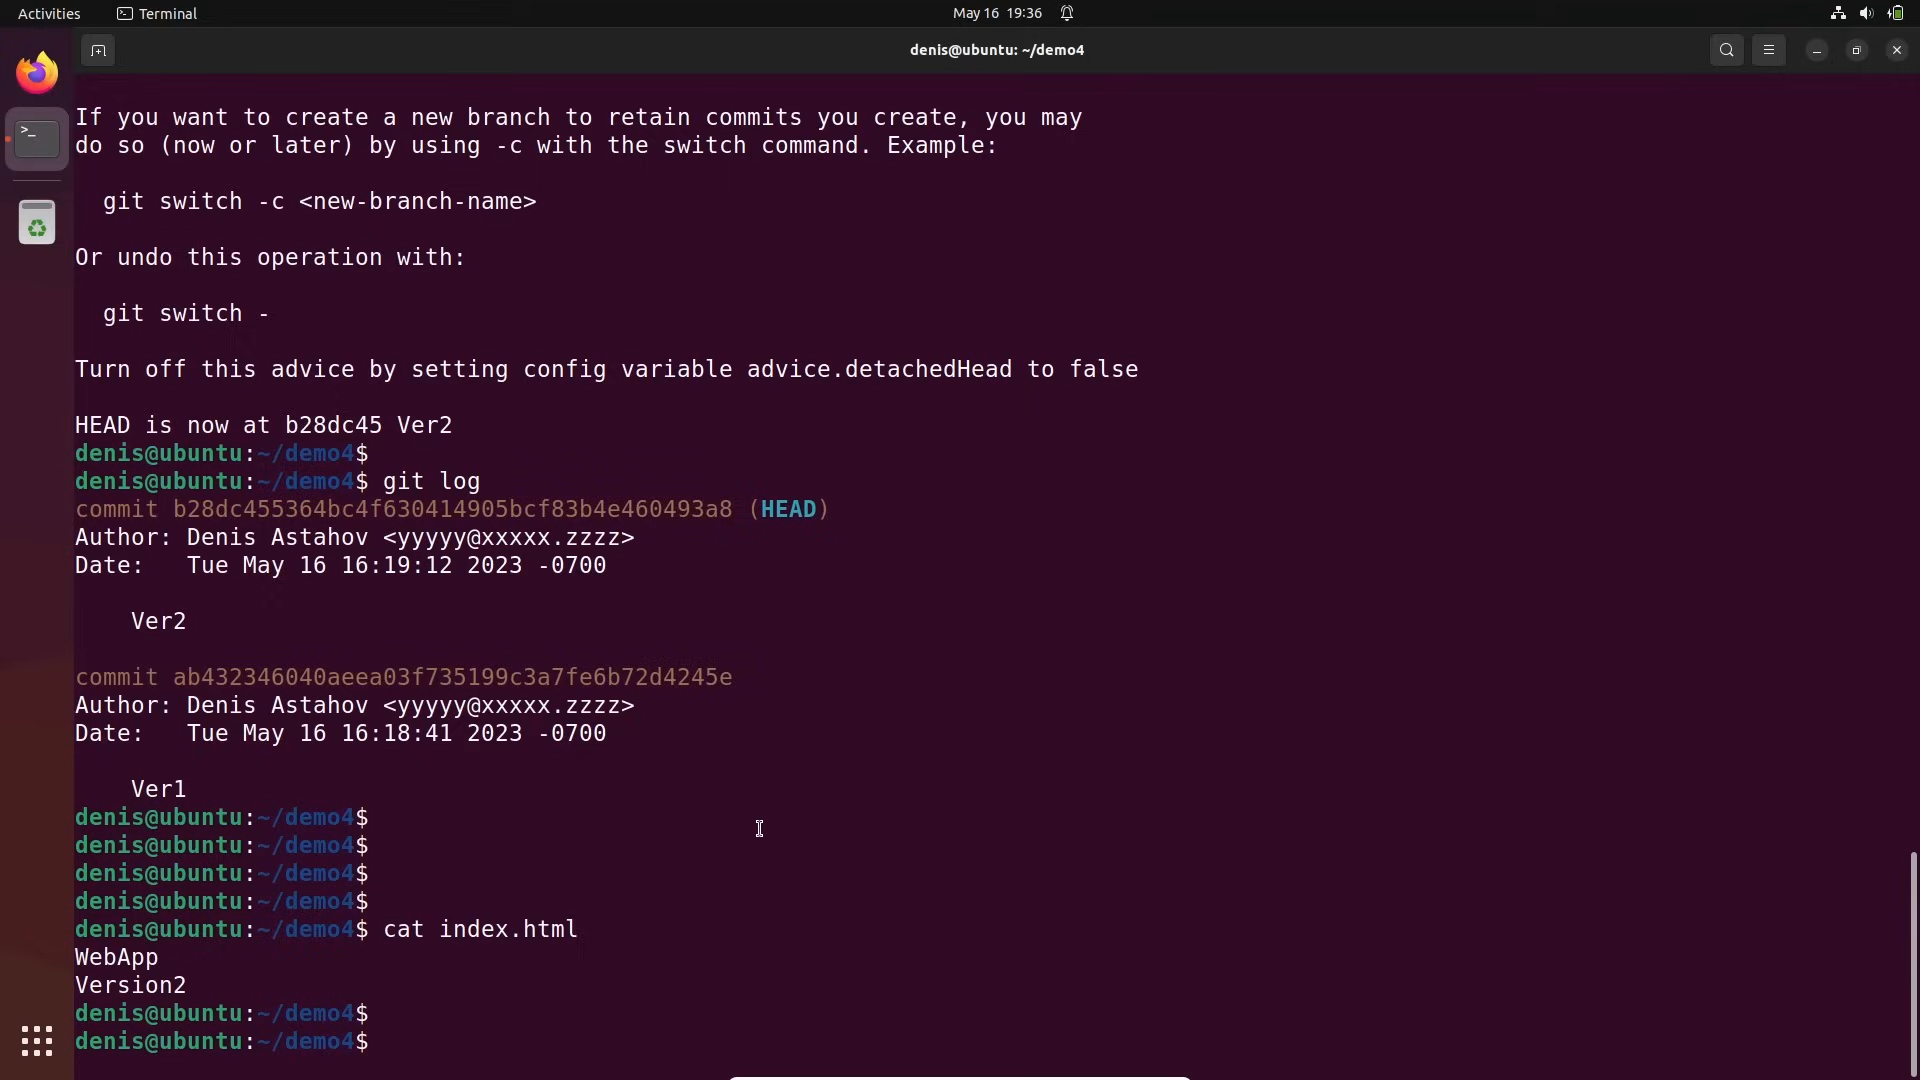 Activities
Terminal
May 16 19:36
denis@ubuntu: ~/demo4
If you want to create a new branch to retain commits you create, you may
do so (now or later) by using -c with the switch command. Example:
git switch -c <new-branch-name>
Or undo this operation with:
git switch -
Turn off this advice by setting config variable advice.detachedHead to false
HEAD is now at b28dc45 Ver2
denis@ubuntu:~/demo4$
denis@ubuntu:~/demo4$ git log
commit b28dc455364bc4f630414905bcf83b4e460493a8 (HEAD)
Author: Denis Astahov <yyyyy@xxxxx.zzzz>
Date:   Tue May 16 16:19:12 2023 -0700
Ver2
commit ab432346040aeea03f735199c3a7fe6b72d4245e
Author: Denis Astahov <yyyyy@xxxxx.zzzz>
Date:   Tue May 16 16:18:41 2023 -0700
Ver1
denis@ubuntu:~/demo4$
denis@ubuntu:~/demo4$
denis@ubuntu:~/demo4$
denis@ubuntu:~/demo4$
denis@ubuntu:~/demo4$ cat index.html
WebApp
Version2
denis@ubuntu:~/demo4$
denis@ubuntu:~/demo4$